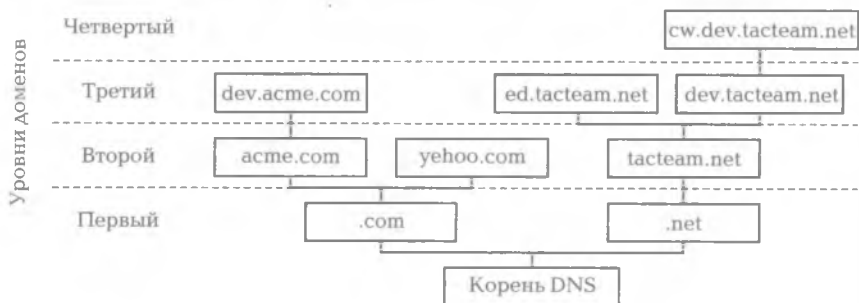 Уровни доменов
Четвертый
cw.dev.tacteam.net
Третий
dev.acme.com
ed.tacteam.net
dev.tacteam.net
Второй
acme.com
yehoo.com
tacteam.net
Первый
.com
.net
Корень DNS